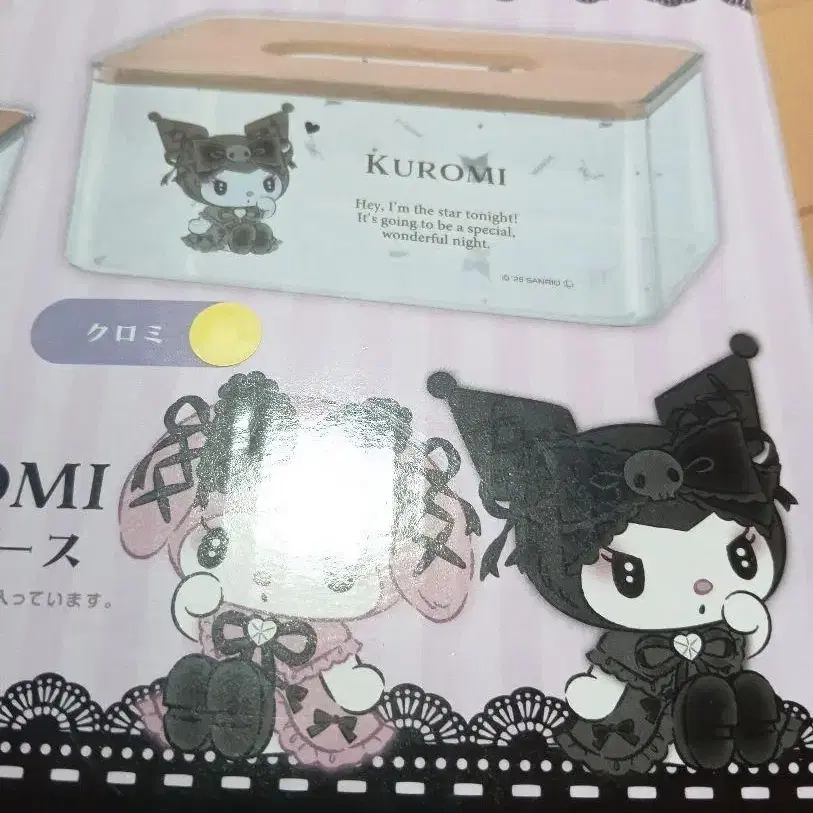 KUROMI
Hey, I'm the star tonight!
It's going to be a special,
wonderful night.
© '25 SANRIO Ⓛ
クロミ
OMI
ース
入っています。